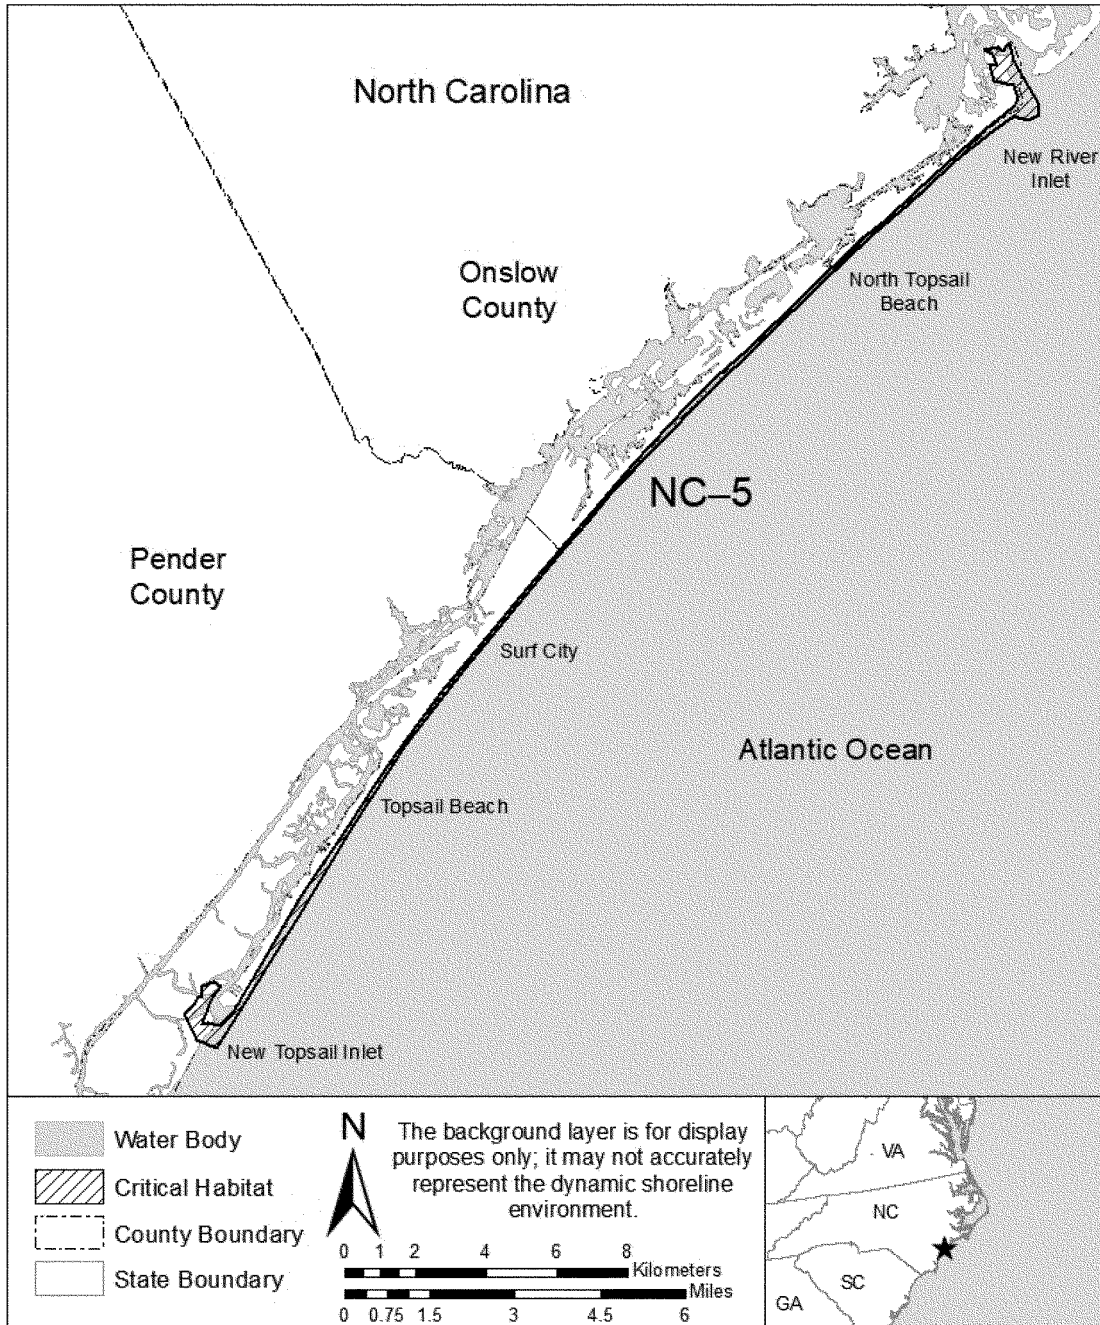 North Carolina
New River
Inlet
Onslow
County
North Topsail
Beach
NC–5
Pender
County
Surf City
Atlantic Ocean
Topsail Beach
New Topsail Inlet
Water Body
Critical Habitat
County Boundary
State Boundary
N
The background layer is for display
purposes only; it may not accurately
represent the dynamic shoreline
environment.
0 1 2 4 6 8
Kilometers
Miles
0 0.75 1.5 3 4.5 6
VA
NC
SC
GA